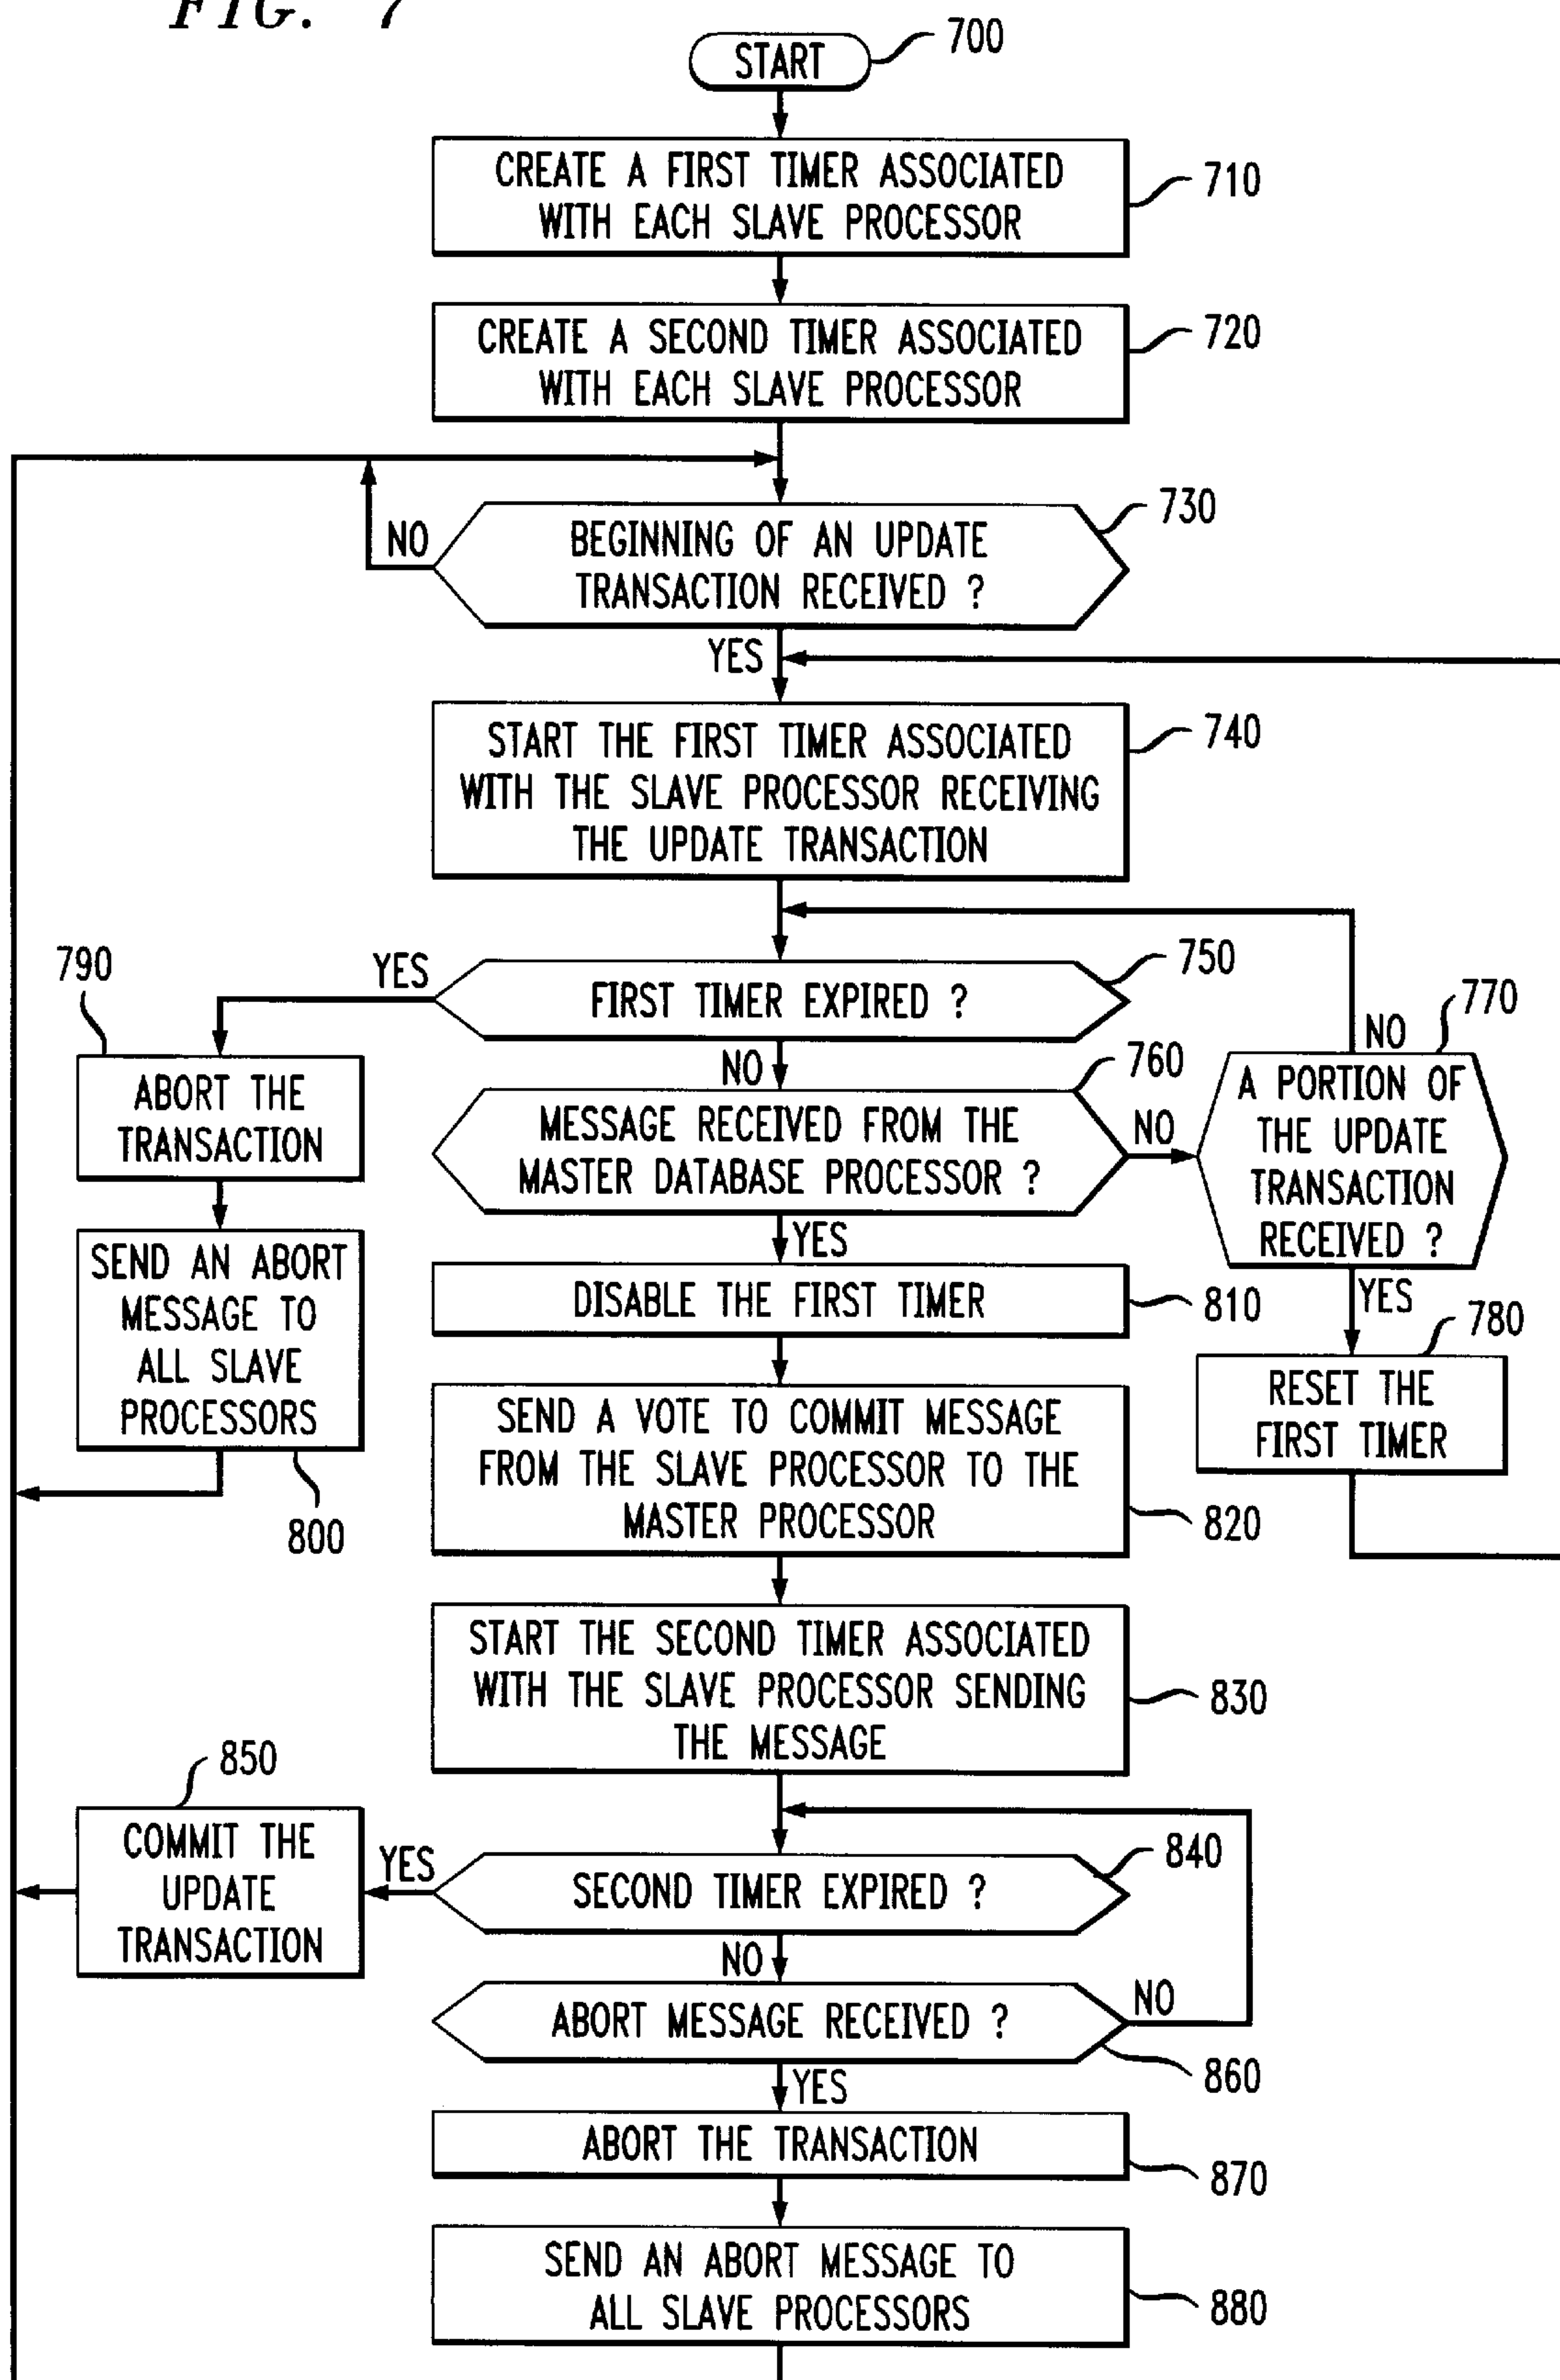 FIG. 7
START
700
CREATE A FIRST TIMER ASSOCIATED
WITH EACH SLAVE PROCESSOR
710
CREATE A SECOND TIMER ASSOCIATED
WITH EACH SLAVE PROCESSOR
720
BEGINNING OF AN UPDATE
TRANSACTION RECEIVED ?
730
NO
YES
START THE FIRST TIMER ASSOCIATED
WITH THE SLAVE PROCESSOR RECEIVING
THE UPDATE TRANSACTION
740
FIRST TIMER EXPIRED ?
750
YES
NO
790
ABORT THE
TRANSACTION
SEND AN ABORT
MESSAGE TO
ALL SLAVE
PROCESSORS
800
MESSAGE RECEIVED FROM THE
MASTER DATABASE PROCESSOR ?
760
NO
YES
A PORTION OF
THE UPDATE
TRANSACTION
RECEIVED ?
770
NO
YES
RESET THE
FIRST TIMER
780
DISABLE THE FIRST TIMER
810
SEND A VOTE TO COMMIT MESSAGE
FROM THE SLAVE PROCESSOR TO THE
MASTER PROCESSOR
820
START THE SECOND TIMER ASSOCIATED
WITH THE SLAVE PROCESSOR SENDING
THE MESSAGE
830
SECOND TIMER EXPIRED ?
840
YES
NO
850
COMMIT THE
UPDATE
TRANSACTION
ABORT MESSAGE RECEIVED ?
860
NO
YES
ABORT THE TRANSACTION
870
SEND AN ABORT MESSAGE TO
ALL SLAVE PROCESSORS
880